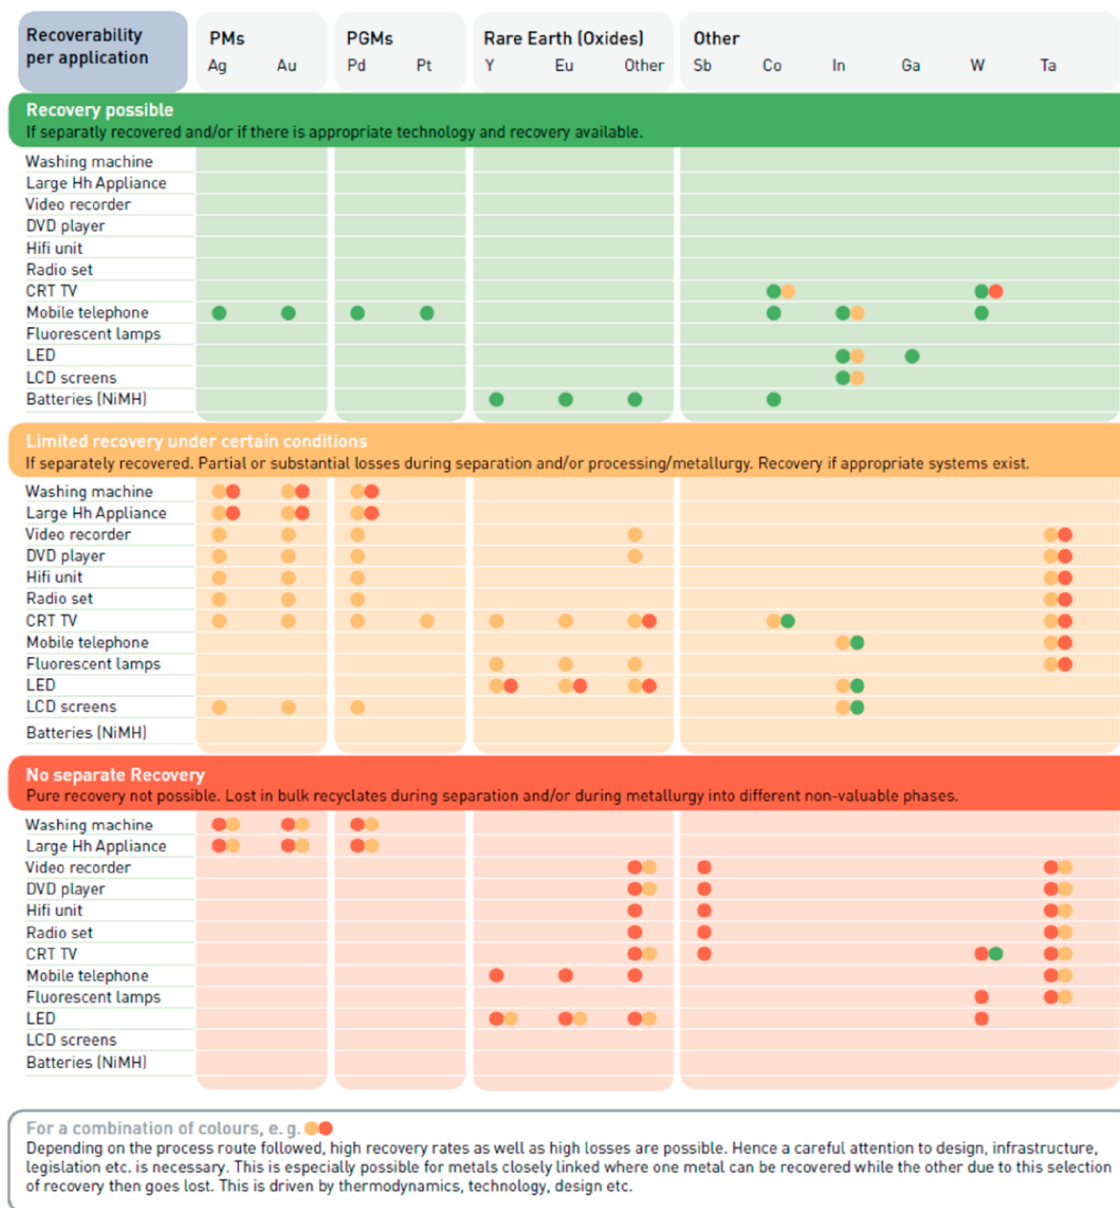 Recoverability
per application
PMs
PGMs
Rare Earth (Oxides)
Other
Ag Au Pd Pt Y Eu Other Sb Co In Ga W Ta
Recovery possible
If separatly recovered and/or if there is appropriate technology and recovery available.
Washing machine
Large Hh Appliance
Video recorder
DVD player
Hifi unit
Radio set
CRT TV
Mobile telephone
Fluorescent lamps
LED
LCD screens
Batteries (NiMH)
Limited recovery under certain conditions
If separately recovered. Partial or substantial losses during separation and/or processing/metallurgy. Recovery if appropriate systems exist.
Washing machine
Large Hh Appliance
Video recorder
DVD player
Hifi unit
Radio set
CRT TV
Mobile telephone
Fluorescent lamps
LED
LCD screens
Batteries (NiMH)
No separate Recovery
Pure recovery not possible. Lost in bulk recyclates during separation and/or during metallurgy into different non-valuable phases.
Washing machine
Large Hh Appliance
Video recorder
DVD player
Hifi unit
Radio set
CRT TV
Mobile telephone
Fluorescent lamps
LED
LCD screens
Batteries (NiMH)
For a combination of colours, e. g.
Depending on the process route followed, high recovery rates as well as high losses are possible. Hence a careful attention to design, infrastructure,
legislation etc. is necessary. This is especially possible for metals closely linked where one metal can be recovered while the other due to this selection
of recovery then goes lost. This is driven by thermodynamics, technology, design etc.